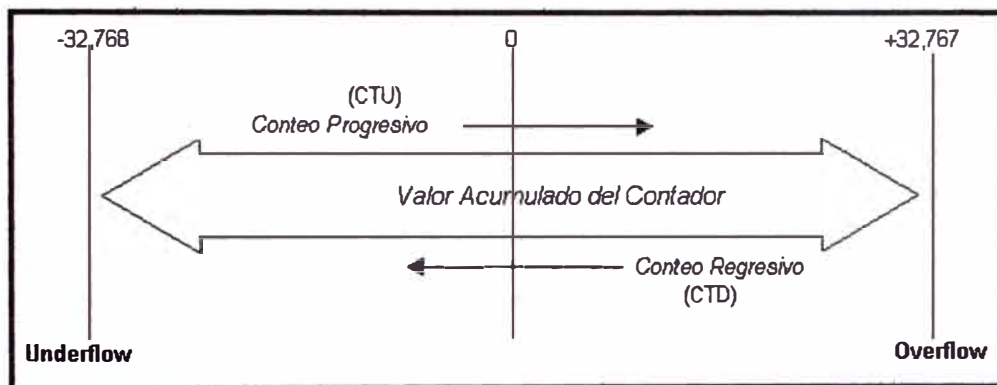 -32,768 0 +32,767
(CTU)
Conteo Progresivo
Valor Acumulado del Contador
Conteo Regresivo
(CTD)
Underflow Overflow